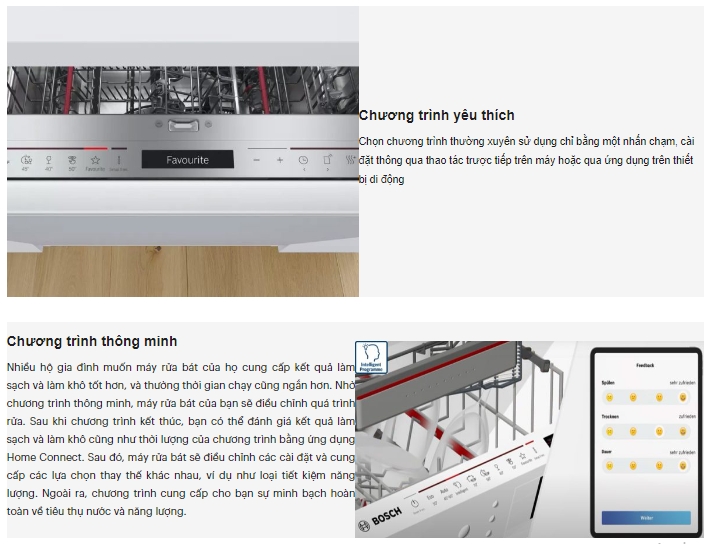 Favourite
45° 40° 50° Favourite
Chương trình yêu thích
Chọn chương trình thường xuyên sử dụng chỉ bằng một nhấn chạm, cài
đặt thông qua thao tác trược tiếp trên máy hoặc qua ứng dụng trên thiết
bị di động
Chương trình thông minh
Nhiều hộ gia đình muốn máy rửa bát của họ cung cấp kết quả làm
sạch và làm khô tốt hơn, và thường thời gian chạy cũng ngắn hơn. Nhờ
chương trình thông minh, máy rửa bát của bạn sẽ điều chỉnh quá trình
rửa. Sau khi chương trình kết thúc, bạn có thể đánh giá kết quả làm
sạch và làm khô cũng như thời lượng của chương trình bằng ứng dụng
Home Connect. Sau đó, máy rửa bát sẽ điều chỉnh các cài đặt và cung
cấp các lựa chọn thay thế khác nhau, ví dụ như loại tiết kiệm năng
lượng. Ngoài ra, chương trình cung cấp cho bạn sự minh bạch hoàn
toàn về tiêu thụ nước và năng lượng.
Intelligent
Programme
BOSCH
Eco Auto
Feedback
Spülen sehr zufrieden
Trocknen zufrieden
Dauer sehr zufrieden
Weiter